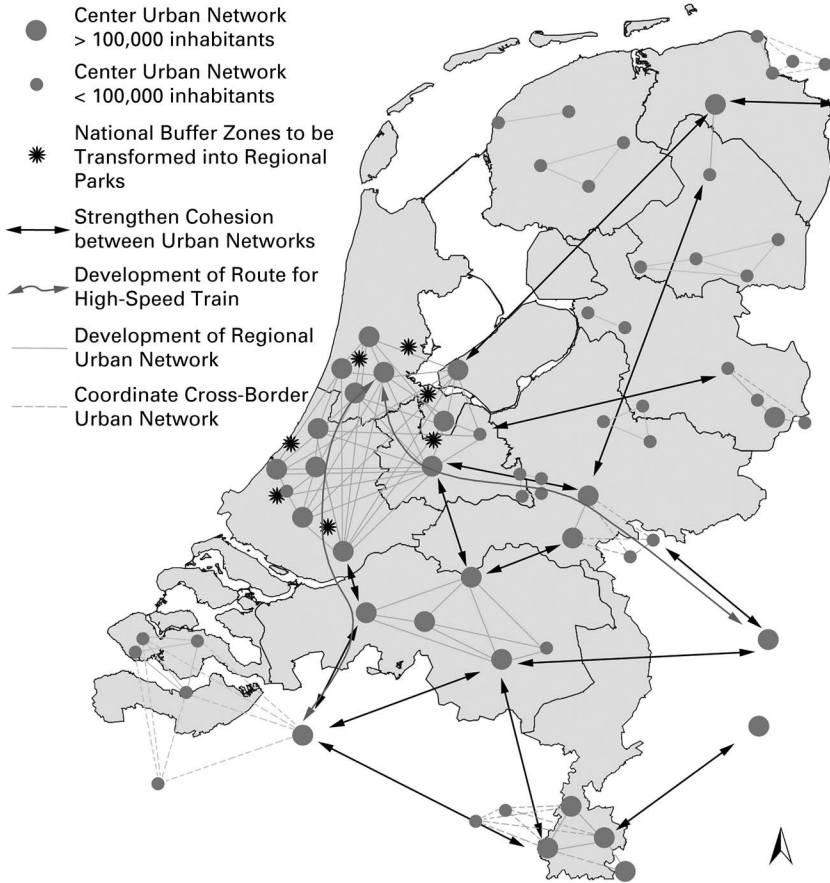 Center Urban Network
> 100,000 inhabitants
Center Urban Network
< 100,000 inhabitants
National Buffer Zones to be
Transformed into Regional
Parks
Strengthen Cohesion
between Urban Networks
Development of Route for
High-Speed Train
Development of Regional
Urban Network
Coordinate Cross-Border
Urban Network